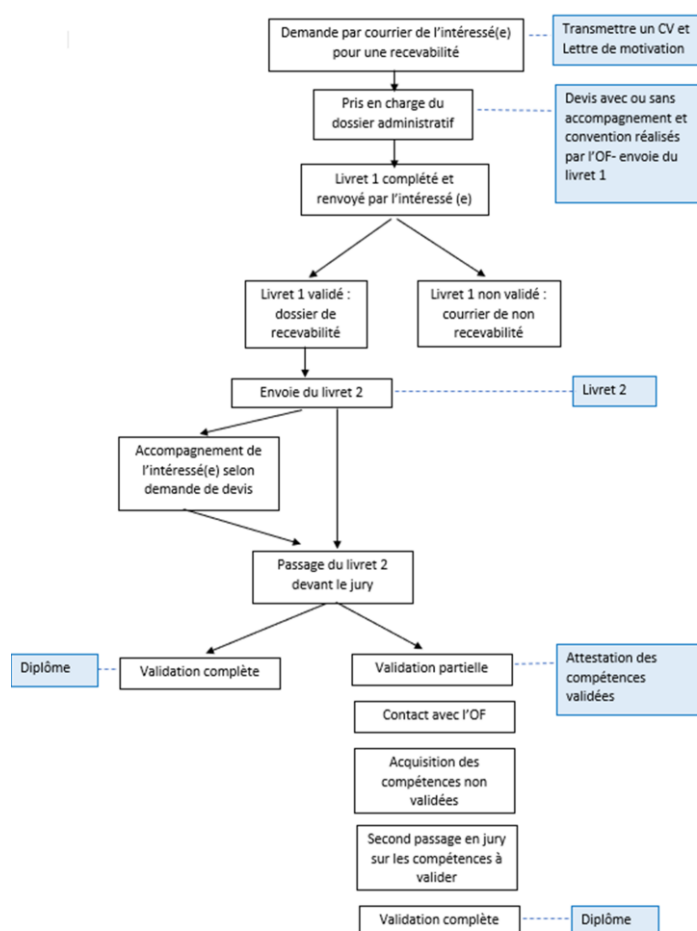 Demande par courrier de l'intéressé(e)
pour une recevabilité
Transmettre un CV et
Lettre de motivation
Pris en charge du
dossier administratif
Devis avec ou sans
accompagnement et
convention réalisés
par l'OF- envoie du
livret 1
Livret 1 complété et
renvoyé par l'intéressé (e)
Livret 1 validé :
dossier de
recevabilité
Livret 1 non validé :
courrier de non
recevabilité
Envoie du livret 2
Livret 2
Accompagnement de
l'intéressé(e) selon
demande de devis
Passage du livret 2
devant le jury
Diplôme
Validation complète
Validation partielle
Attestation des
compétences
validées
Contact avec l'OF
Acquisition des
compétences non
validées
Second passage en jury
sur les compétences à
valider
Validation complète
Diplôme